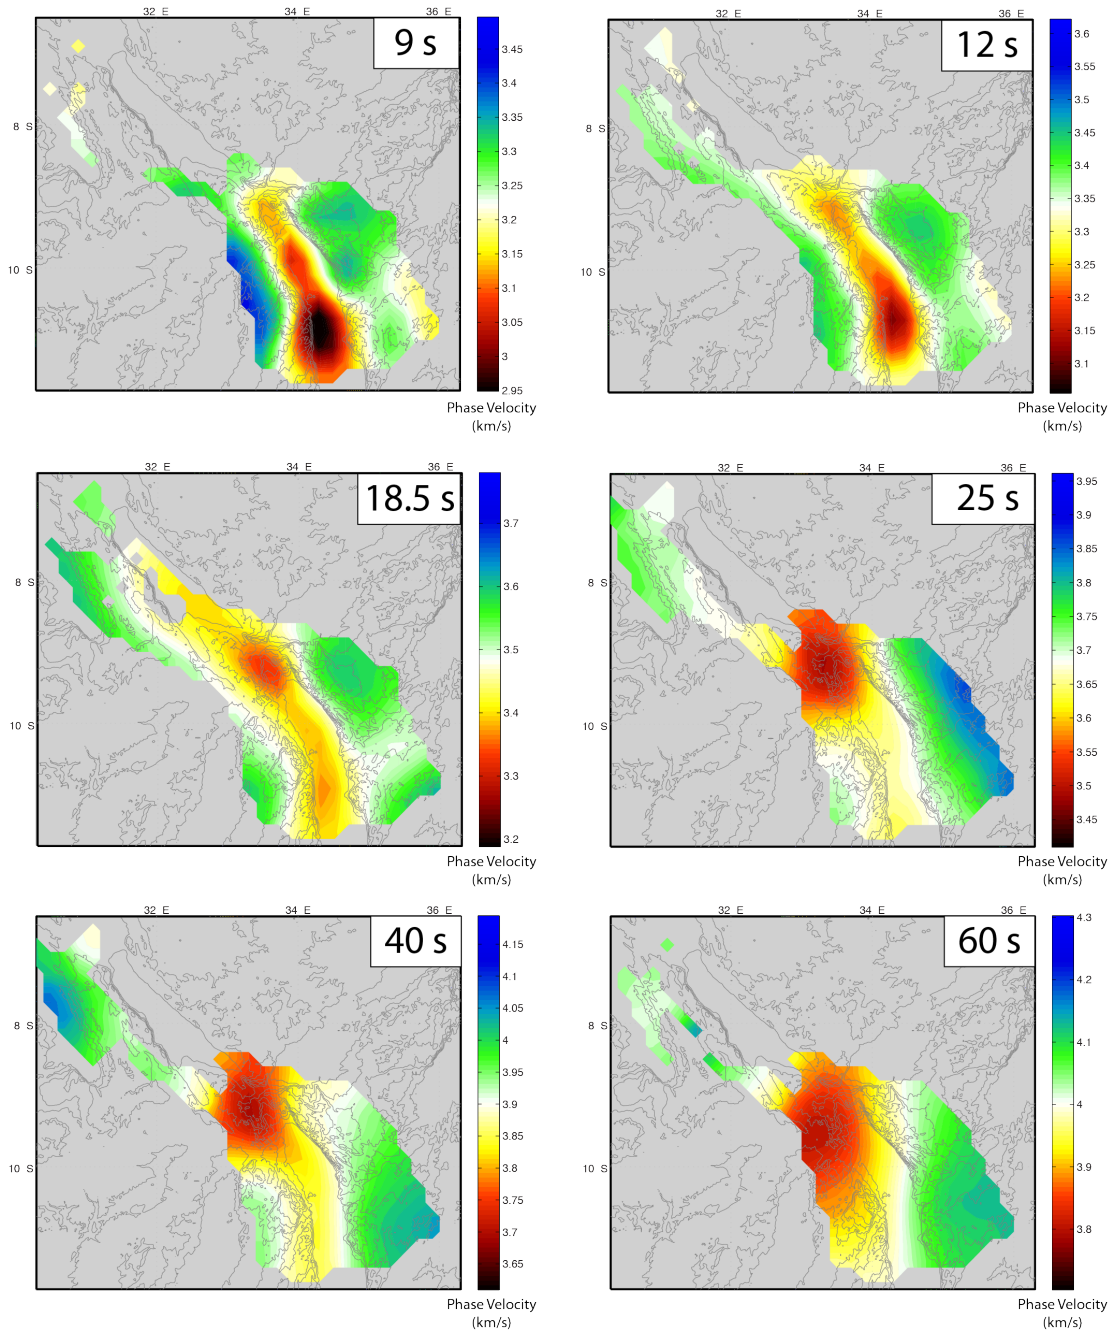 32 E 34 E 36 E
9 s
3.45
3.4
3.35
3.3
3.25
3.2
3.15
3.1
3.05
3
2.95
8 S
10 S
Phase Velocity
(km/s)
32 E 34 E 36 E
12 s
3.6
3.55
3.5
3.45
3.4
3.35
3.3
3.25
3.2
3.15
3.1
8 S
10 S
Phase Velocity
(km/s)
32 E 34 E 36 E
18.5 s
3.7
3.6
3.5
3.4
3.3
3.2
8 S
10 S
Phase Velocity
(km/s)
32 E 34 E 36 E
25 s
3.95
3.9
3.85
3.8
3.75
3.7
3.65
3.6
3.55
3.5
3.45
8 S
10 S
Phase Velocity
(km/s)
32 E 34 E 36 E
40 s
4.15
4.1
4.05
4
3.95
3.9
3.85
3.8
3.75
3.7
3.65
8 S
10 S
Phase Velocity
(km/s)
32 E 34 E 36 E
60 s
4.3
4.2
4.1
4
3.9
3.8
8 S
10 S
Phase Velocity
(km/s)